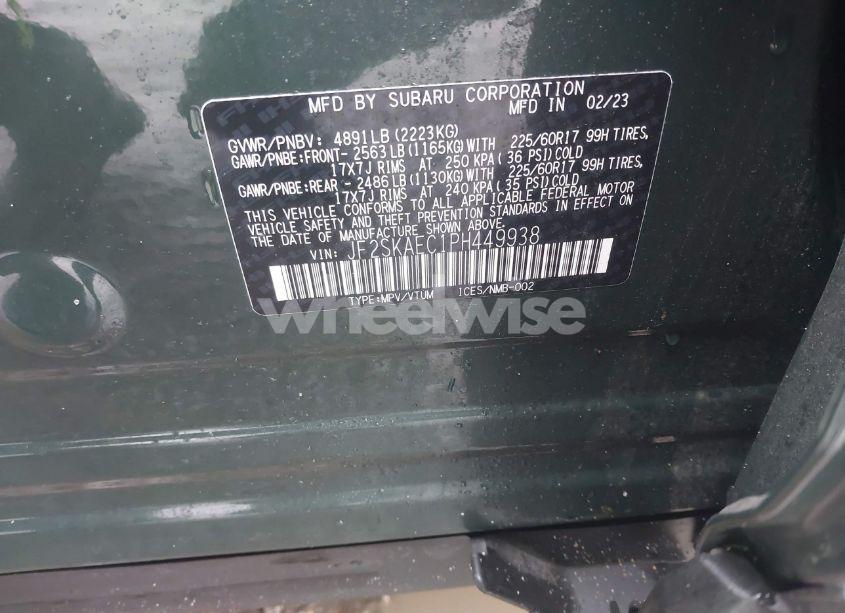 MFD BY SUBARU CORPORATION
MFD IN 02/23
GVWR/PNBV: 4891LB (2223KG)
GAWR/PNBE:FRONT- 2563LB (1165KG)WITH 225/60R17 99H TIRES,
17X7J RIMS AT 250 KPA( 36 PSI)COLD
GAWR/PNBE:REAR - 2486LB (1130KG)WITH 225/60R17 99H TIRES,
17X7J RIMS AT 240 KPA( 35 PSI)COLD
THIS VEHICLE CONFORMS TO ALL APPLICABLE FEDERAL MOTOR
VEHICLE SAFETY AND THEFT PREVENTION STANDARDS IN EFFECT ON
THE DATE OF MANUFACTURE SHOWN ABOVE.
VIN: JF2SKAEC1PH449938
TYPE:MPV/VTUM ICES/NMB-002
wheelwise